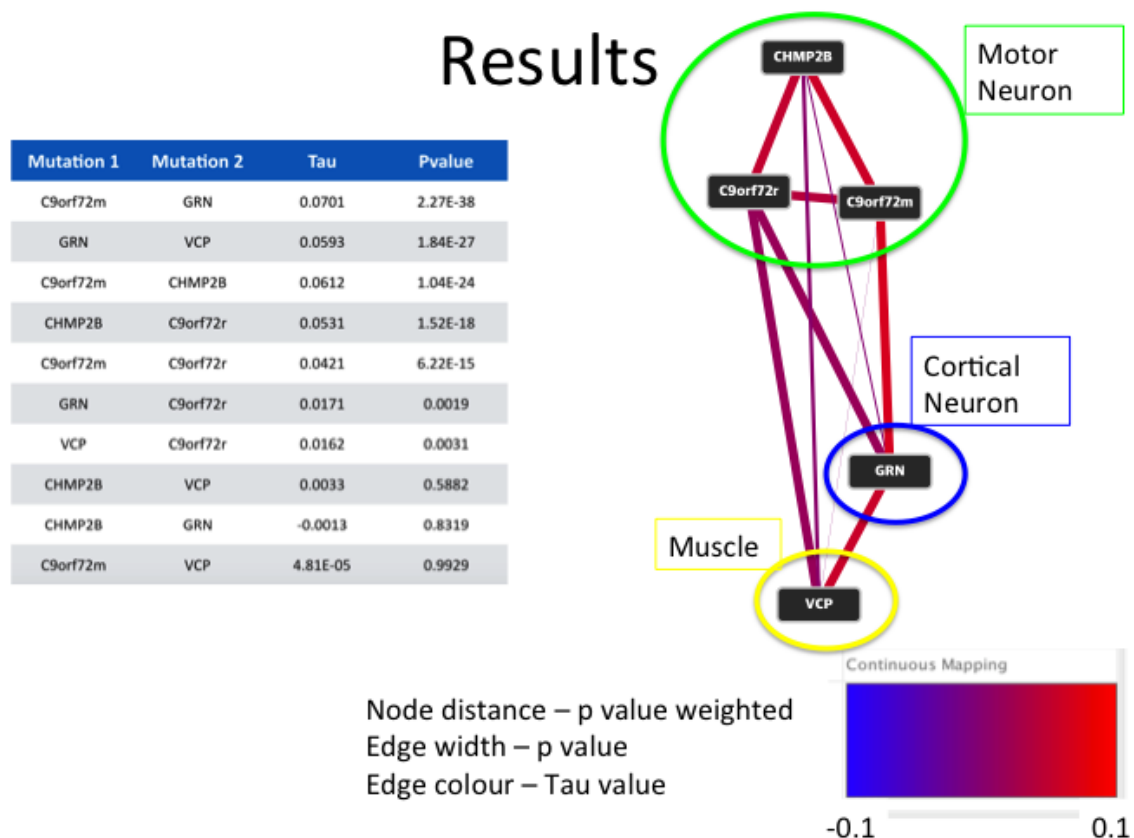 Results
Mutation 1 Mutation 2 Tau Pvalue
C9orf72m GRN 0.0701 2.27E-38
GRN VCP 0.0593 1.84E-27
C9orf72m CHMP2B 0.0612 1.04E-24
CHMP2B C9orf72r 0.0531 1.52E-18
C9orf72m C9orf72r 0.0421 6.22E-15
GRN C9orf72r 0.0171 0.0019
VCP C9orf72r 0.0162 0.0031
CHMP2B VCP 0.0033 0.5882
CHMP2B GRN -0.0013 0.8319
C9orf72m VCP 4.81E-05 0.9929
CHMP2B
Motor
Neuron
C9orf72r
C9orf72m
Cortical
Neuron
GRN
Muscle
VCP
Node distance – p value weighted
Edge width – p value
Edge colour – Tau value
Continuous Mapping
-0.1 0.1